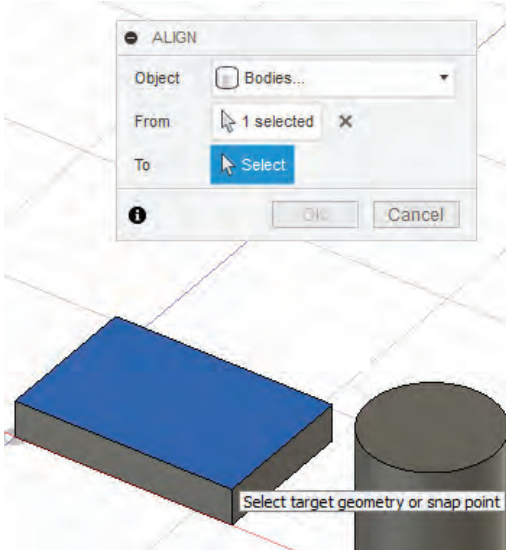 ALIGN
Object Bodies...
From 1 selected
To Select
OK Cancel
Select target geometry or snap point